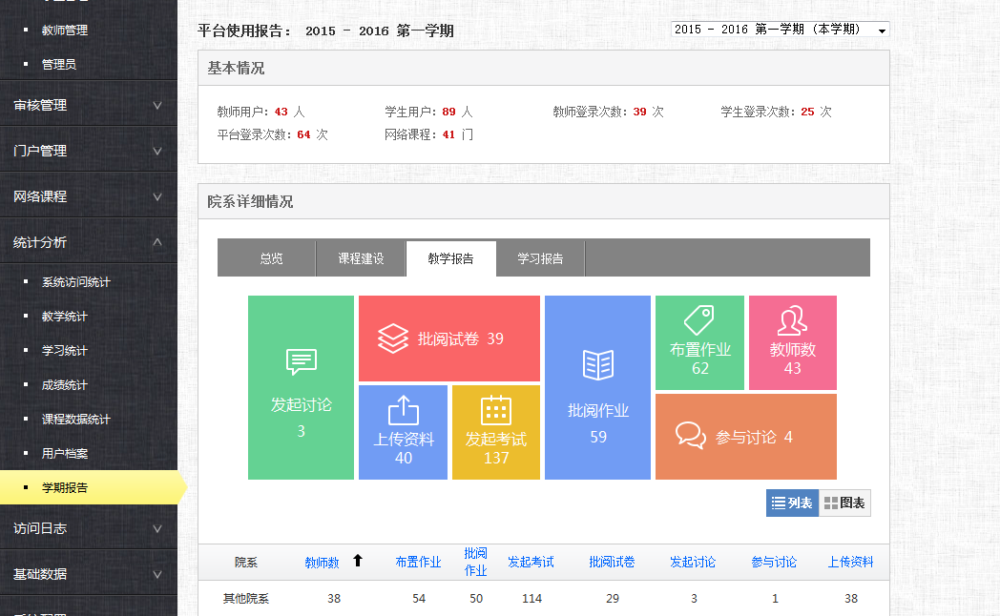 教师管理
管理员
审核管理
门户管理
网络课程
统计分析
系统访问统计
教学统计
学习统计
成绩统计
课程数据统计
用户档案
学期报告
访问日志
基础数据
平台使用报告： 2015 - 2016 第一学期
2015 - 2016 第一学期 (本学期)
基本情况
教师用户：43 人 学生用户：89 人 教师登录次数：39 次 学生登录次数：25 次
平台登录次数：64 次 网络课程：41 门
院系详细情况
总览 课程建设 教学报告 学习报告
发起讨论
3
批阅试卷 39
上传资料
40
发起考试
137
批阅作业
59
布置作业
62
教师数
43
参与讨论 4
列表 图表
院系 教师数 布置作业 批阅作业 发起考试 批阅试卷 发起讨论 参与讨论 上传资料
其他院系 38 54 50 114 29 3 1 38